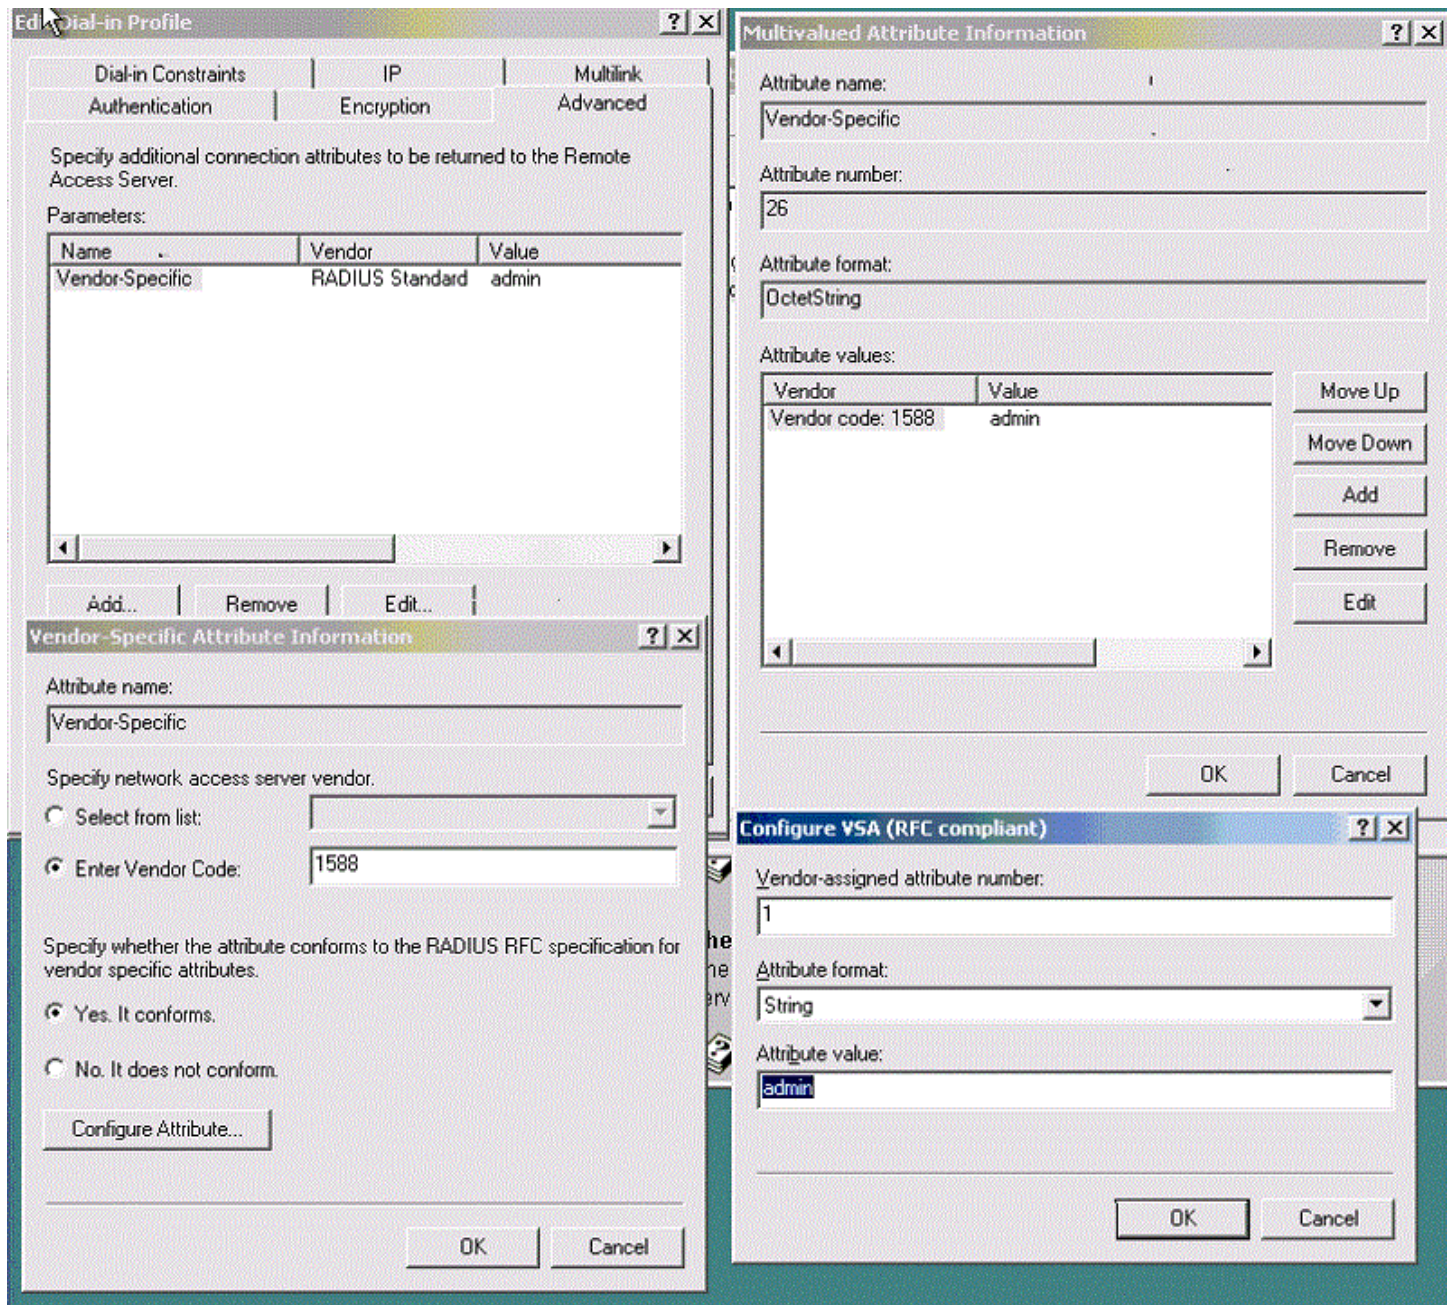 Edit Dial-in Profile
Dial-in Constraints
IP
Multilink
Authentication
Encryption
Advanced
Specify additional connection attributes to be returned to the Remote
Access Server.
Parameters:
Name Vendor Value
Vendor-Specific RADIUS Standard admin
Add... Remove Edit...
Multivalued Attribute Information
Attribute name:
Vendor-Specific
Attribute number:
26
Attribute format:
OctetString
Attribute values:
Vendor Value
Vendor code: 1588 admin
Move Up
Move Down
Add
Remove
Edit
OK Cancel
Vendor-Specific Attribute Information
Attribute name:
Vendor-Specific
Specify network access server vendor.
Select from list:
Enter Vendor Code: 1588
Specify whether the attribute conforms to the RADIUS RFC specification for
vendor specific attributes.
Yes. It conforms.
No. It does not conform.
Configure Attribute...
OK Cancel
Configure VSA (RFC compliant)
Vendor-assigned attribute number:
1
Attribute format:
String
Attribute value:
admin
OK Cancel